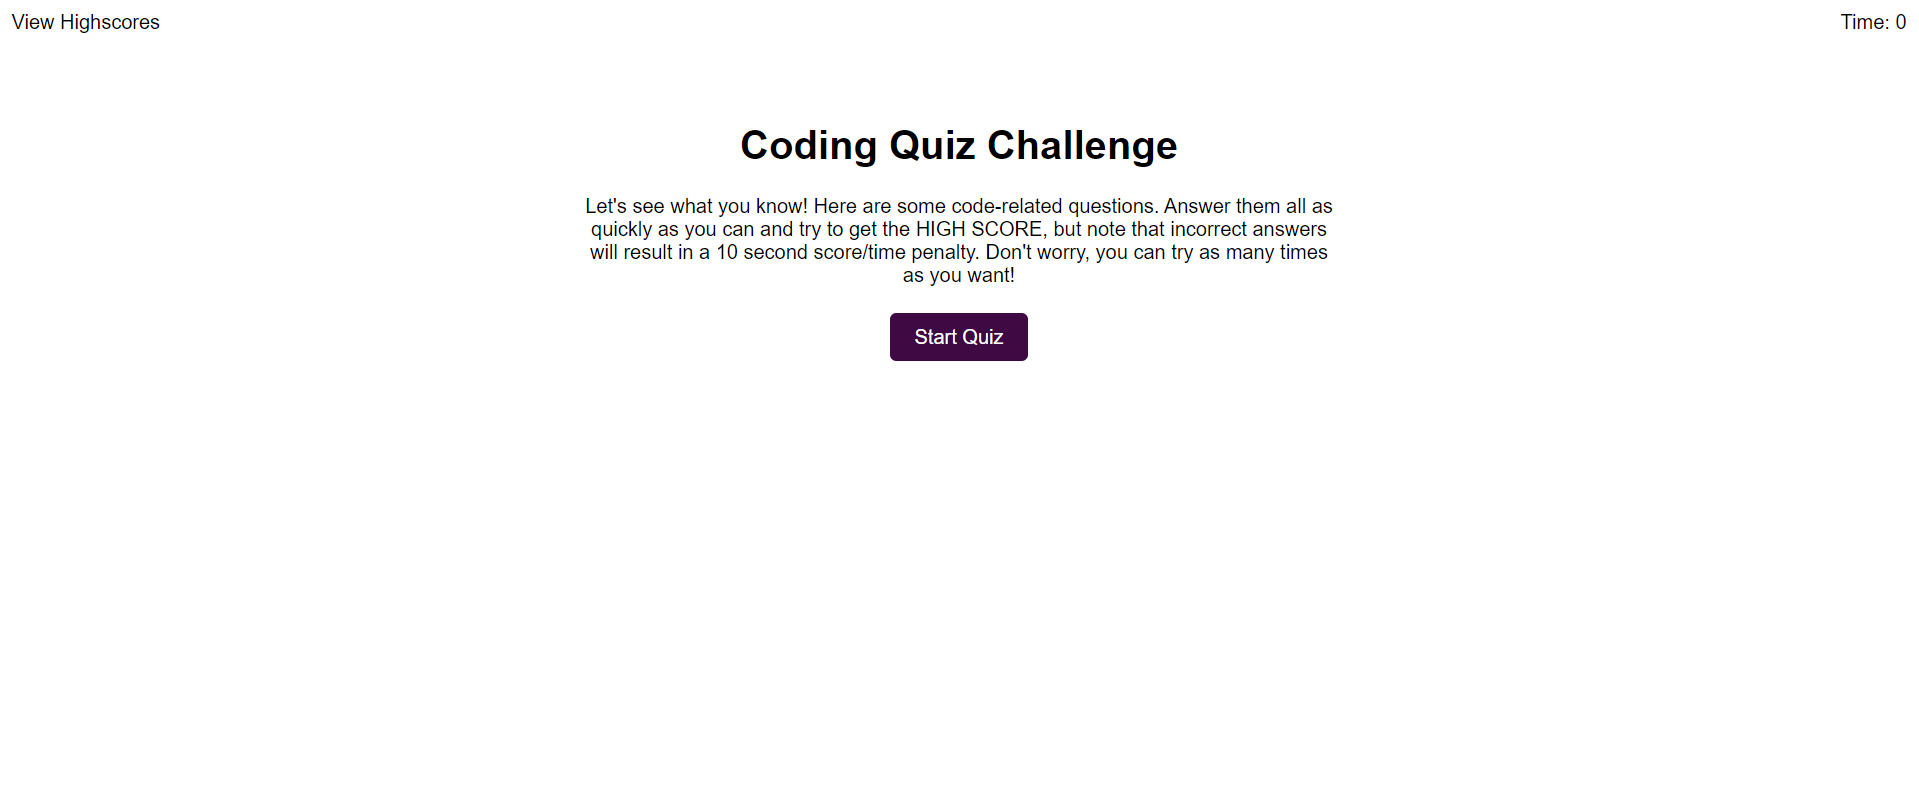 View Highscores
Time: 0
Coding Quiz Challenge
Let's see what you know! Here are some code-related questions. Answer them all as
quickly as you can and try to get the HIGH SCORE, but note that incorrect answers
will result in a 10 second score/time penalty. Don't worry, you can try as many times
as you want!
Start Quiz